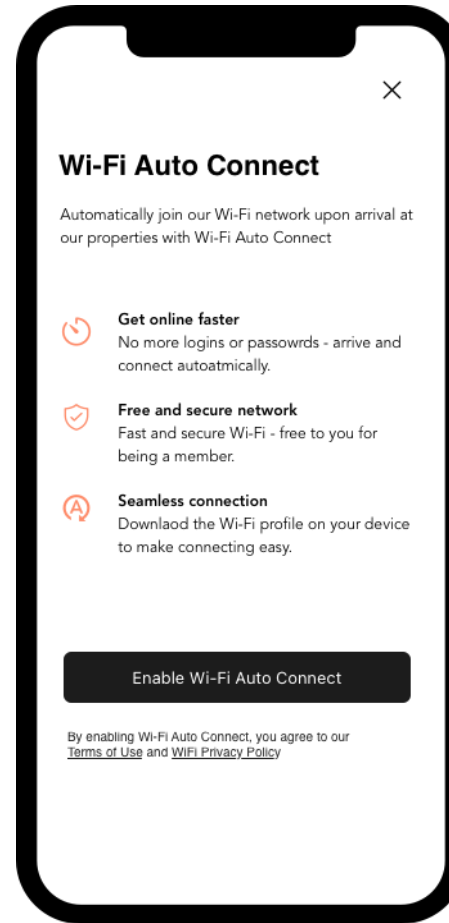 Wi-Fi Auto Connect
Automatically join our Wi-Fi network upon arrival at
our properties with Wi-Fi Auto Connect
Get online faster
No more logins or passowrds - arrive and
connect autoatmically.
Free and secure network
Fast and secure Wi-Fi - free to you for
being a member.
A
Seamless connection
Downlaod the Wi-Fi profile on your device
to make connecting easy.
Enable Wi-Fi Auto Connect
By enabling Wi-Fi Auto Connect, you agree to our
Terms of Use and WiFi Privacy Policy